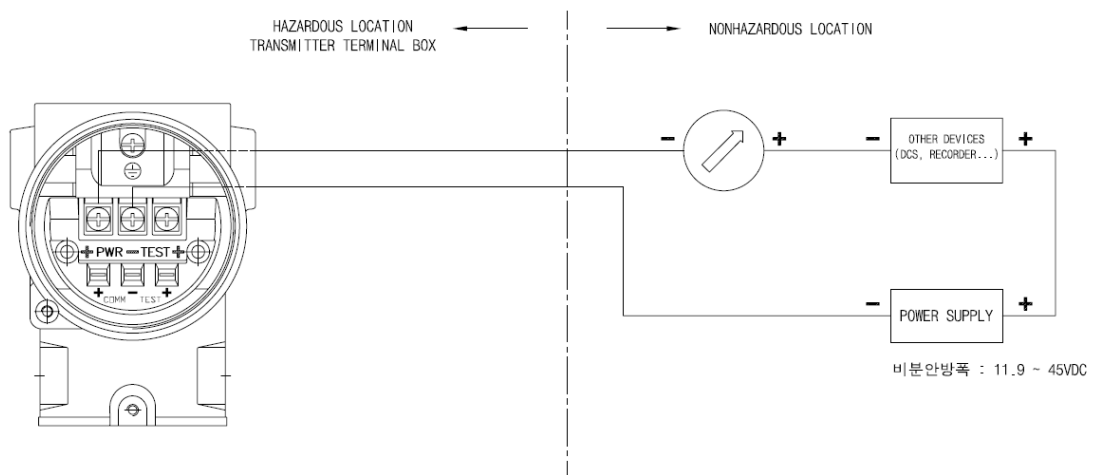 HAZARDOUS LOCATION
TRANSMITTER TERMINAL BOX
NONHAZARDOUS LOCATION
- + - OTHER DEVICES +
(DCS, RECORDER...)
+ PWR - TEST +
+ COMM - TEST +
- POWER SUPPLY +
비분안방폭 : 11.9 ~ 45VDC